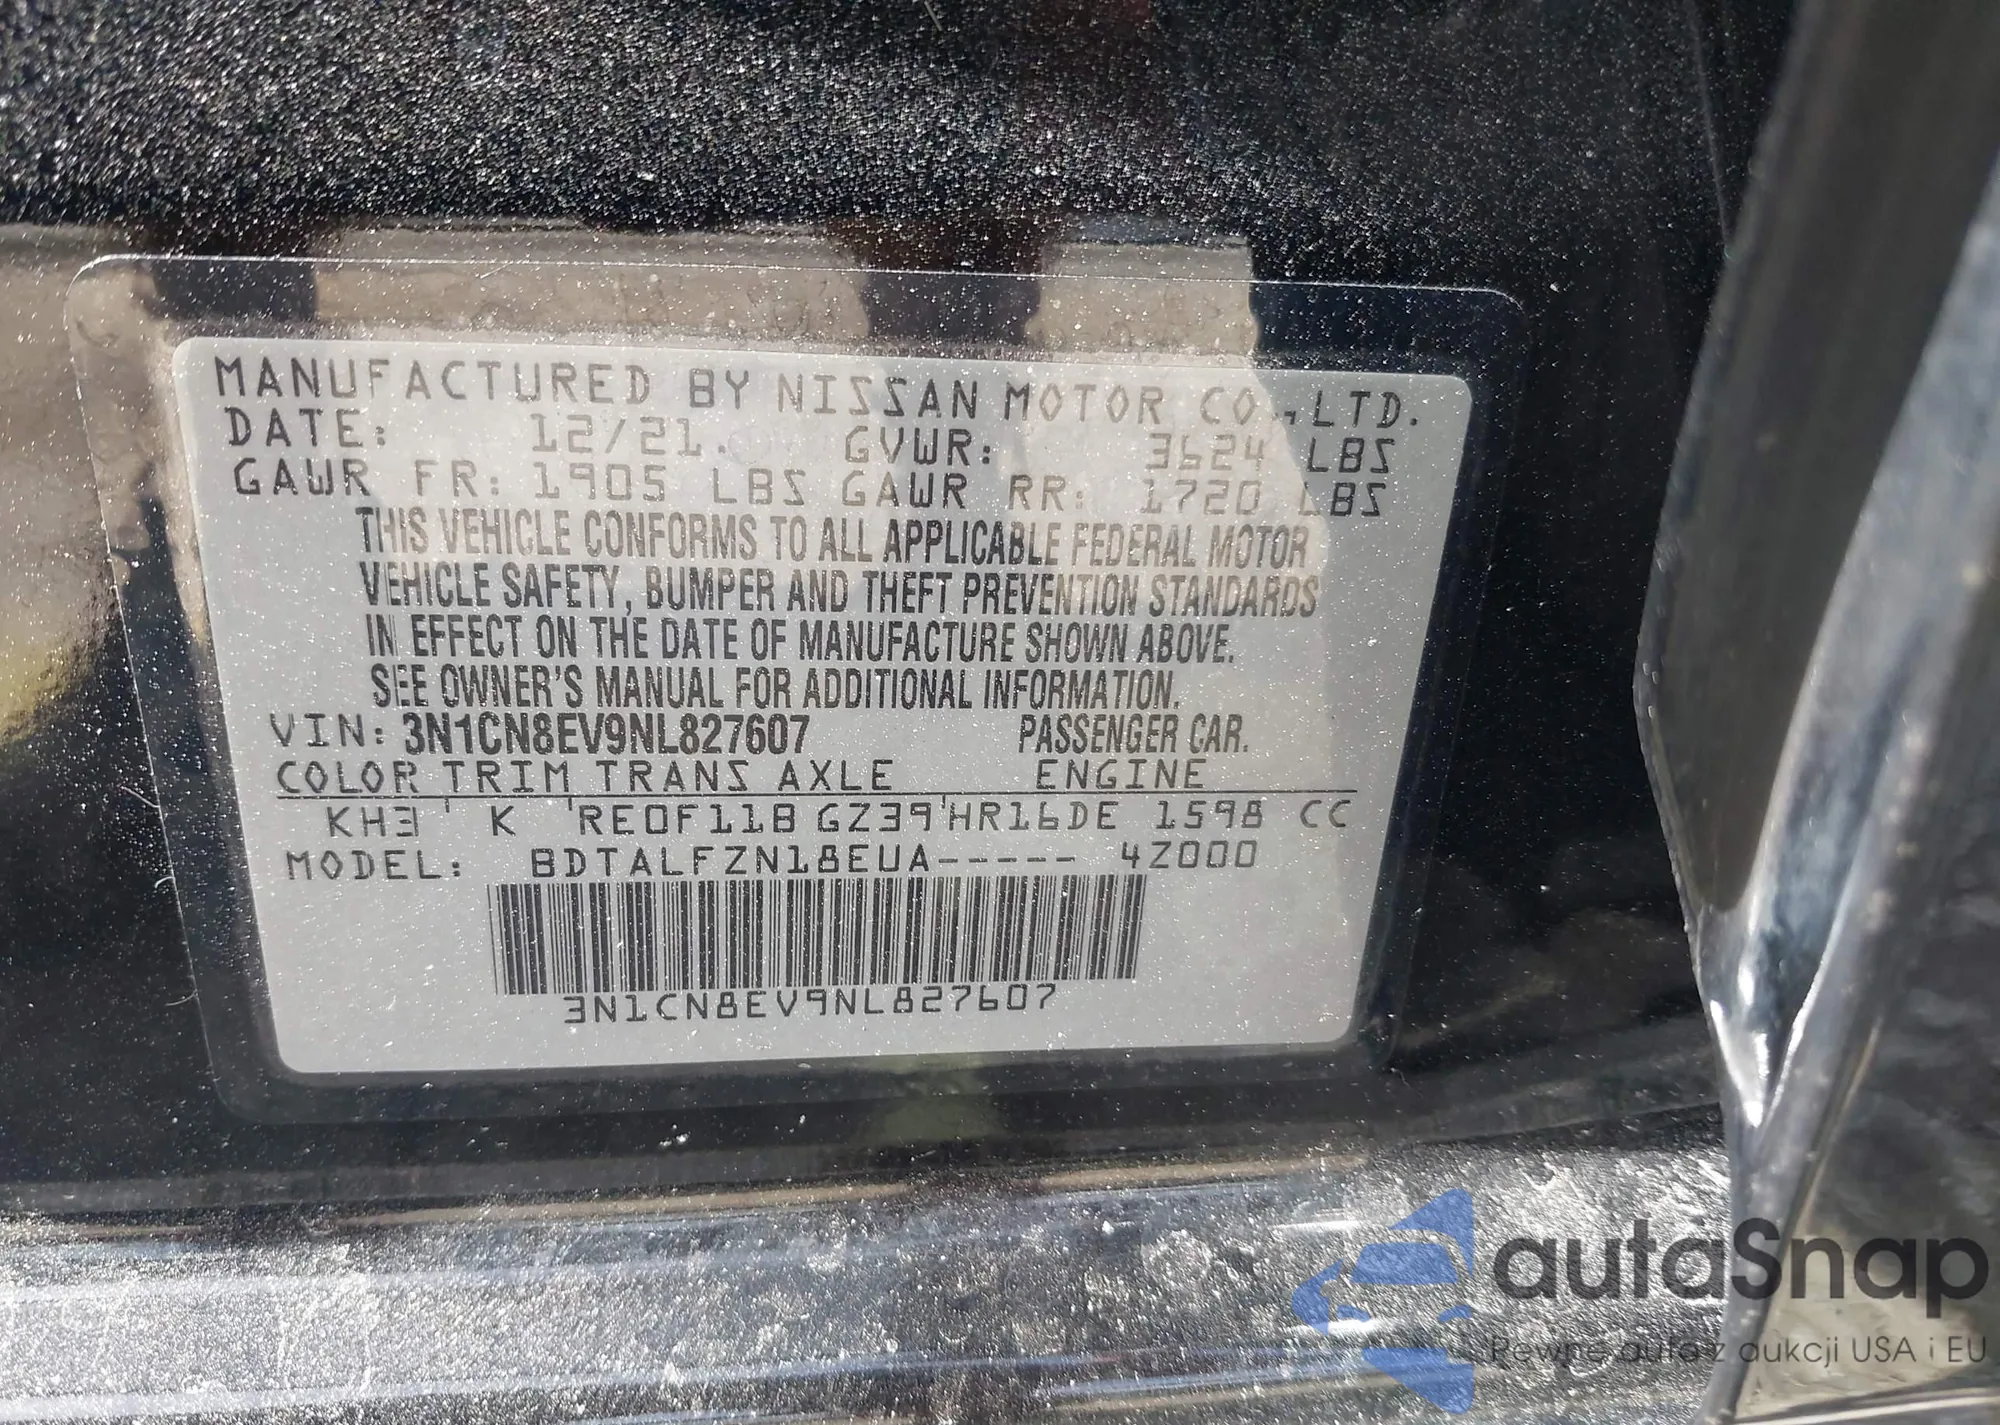 MANUFACTURED BY NISSAN MOTOR CO.,LTD.
DATE: 12/21. GVWR: 3624 LBS
GAWR FR: 1905 LBS GAWR RR: 1720 LBS
THIS VEHICLE CONFORMS TO ALL APPLICABLE FEDERAL MOTOR
VEHICLE SAFETY, BUMPER AND THEFT PREVENTION STANDARDS
IN EFFECT ON THE DATE OF MANUFACTURE SHOWN ABOVE.
SEE OWNER'S MANUAL FOR ADDITIONAL INFORMATION.
VIN: 3N1CN8EV9NL827607 PASSENGER CAR.
COLOR TRIM TRANS AXLE ENGINE
KH3 ' K 'RE0F11B GZ39'HR16DE 1598 CC
MODEL: BDTALFZN18EUA----- 4Z000
3N1CN8EV9NL827607
autaSnap
Pewne auta z aukcji USA i EU